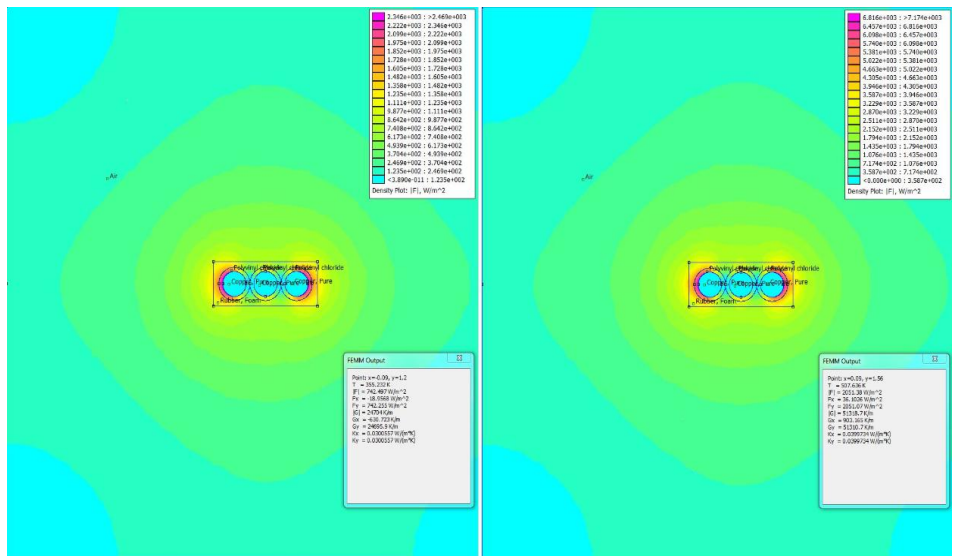 2.346e+003 : >2.469e+003
2.222e+003 : 2.346e+003
2.099e+003 : 2.222e+003
1.975e+003 : 2.099e+003
1.852e+003 : 1.975e+003
1.728e+003 : 1.852e+003
1.605e+003 : 1.728e+003
1.482e+003 : 1.605e+003
1.358e+003 : 1.482e+003
1.235e+003 : 1.358e+003
1.111e+003 : 1.235e+003
9.877e+002 : 1.111e+003
8.642e+002 : 9.877e+002
7.408e+002 : 8.642e+002
6.173e+002 : 7.408e+002
4.939e+002 : 6.173e+002
3.704e+002 : 4.939e+002
2.469e+002 : 3.704e+002
1.235e+002 : 2.469e+002
<3.890e-011 : 1.235e+002
Density Plot: |F|, W/m^2
Air
Polyvinyl chloride
Copper, Pure
Rubber, Foam
FEMM Output
Point: x=-0.09, y=1.2
T = 355.232 K
|F| = 742.497 W/m^2
Fx = -18.9568 W/m^2
Fy = 742.255 W/m^2
|G| = 24704 K/m
Gx = -630.723 K/m
Gy = 24695.9 K/m
Kx = 0.0300557 W/(m*K)
Ky = 0.0300557 W/(m*K)
6.816e+003 : >7.174e+003
6.457e+003 : 6.816e+003
6.098e+003 : 6.457e+003
5.740e+003 : 6.098e+003
5.381e+003 : 5.740e+003
5.022e+003 : 5.381e+003
4.663e+003 : 5.022e+003
4.305e+003 : 4.663e+003
3.946e+003 : 4.305e+003
3.587e+003 : 3.946e+003
3.229e+003 : 3.587e+003
2.870e+003 : 3.229e+003
2.511e+003 : 2.870e+003
2.152e+003 : 2.511e+003
1.794e+003 : 2.152e+003
1.435e+003 : 1.794e+003
1.076e+003 : 1.435e+003
7.174e+002 : 1.076e+003
3.587e+002 : 7.174e+002
<0.000e+000 : 3.587e+002
Density Plot: |F|, W/m^2
Air
Polyvinyl chloride
Copper, Pure
Rubber, Foam
FEMM Output
Point: x=0.09, y=1.56
T = 507.636 K
|F| = 2051.38 W/m^2
Fx = 36.1026 W/m^2
Fy = 2051.07 W/m^2
|G| = 51318.7 K/m
Gx = 903.165 K/m
Gy = 51310.7 K/m
Kx = 0.0399734 W/(m*K)
Ky = 0.0399734 W/(m*K)